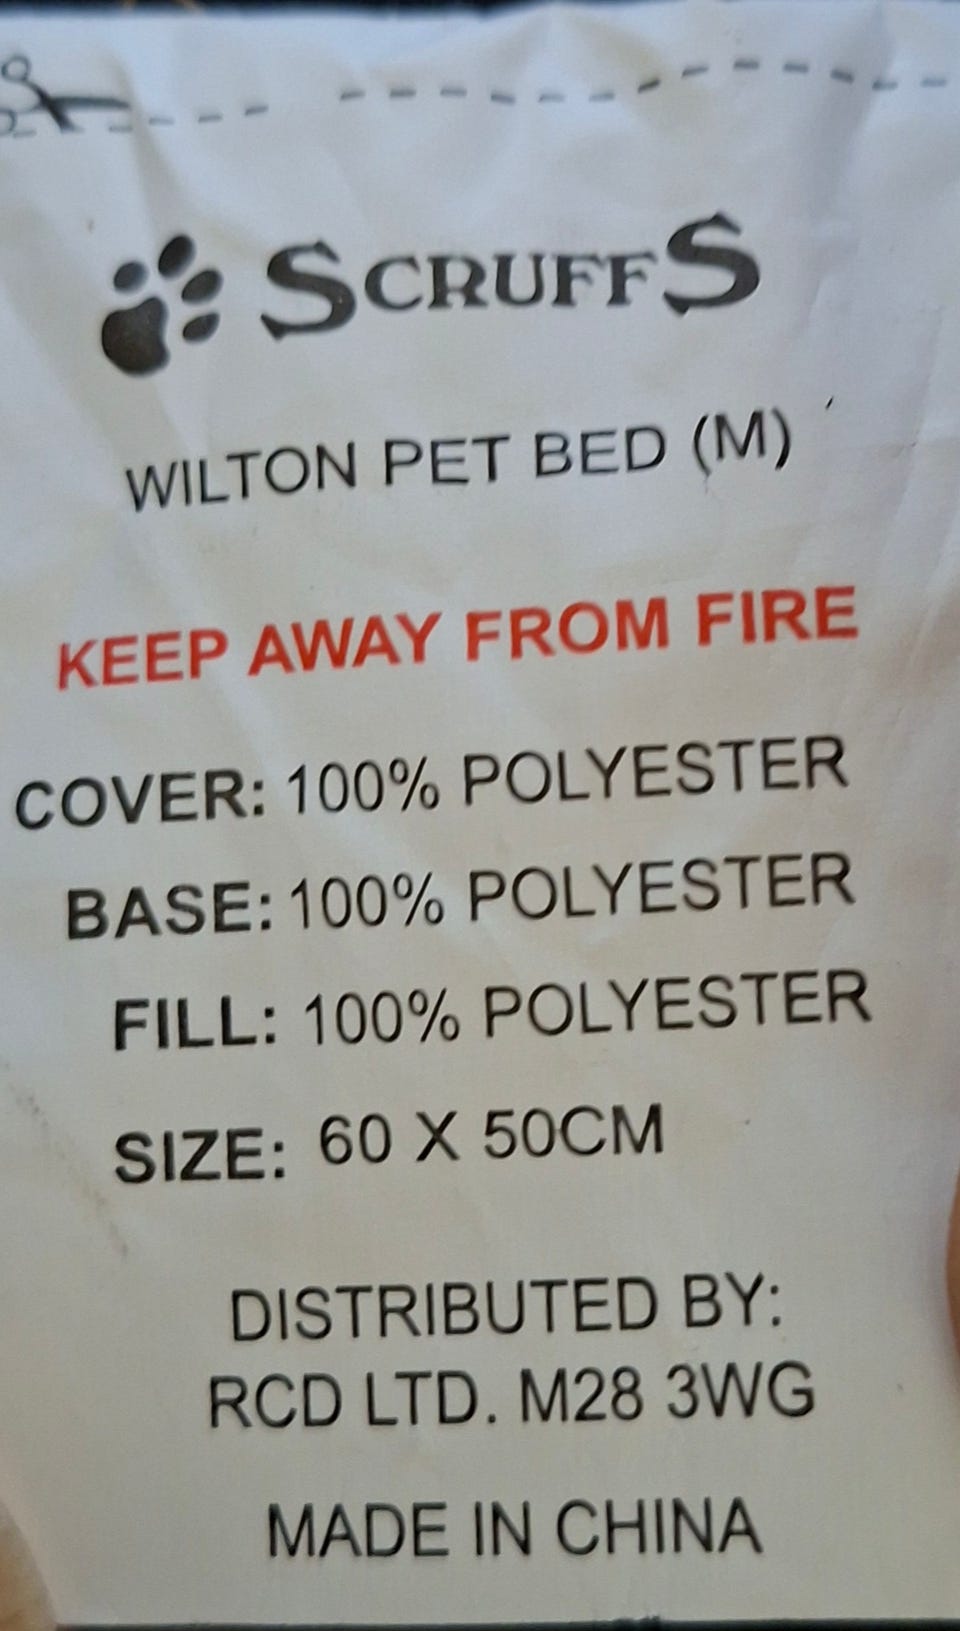 SCRUFFS
WILTON PET BED (M)
KEEP AWAY FROM FIRE
COVER: 100% POLYESTER
BASE: 100% POLYESTER
FILL: 100% POLYESTER
SIZE: 60 X 50CM
DISTRIBUTED BY:
RCD LTD. M28 3WG
MADE IN CHINA